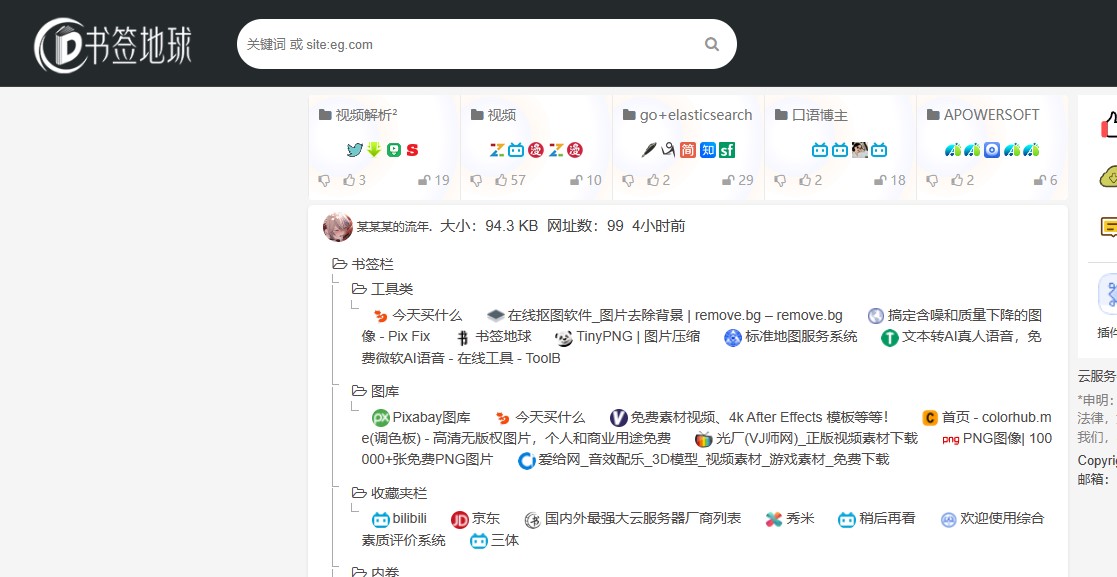 书签地球
关键词 或 site:eg.com
视频解析² 视频 go+elasticsearch 口语博主 APOWERSOFT
简 知 sf
3 19 57 10 2 29 2 18 2 6
某某某的流年. 大小：94.3 KB 网址数：99 4小时前
书签栏
工具类
今天买什么 在线抠图软件_图片去除背景 | remove.bg – remove.bg 搞定含噪和质量下降的图
像 - Pix Fix 书签地球 TinyPNG | 图片压缩 标准地图服务系统 文本转AI真人语音，免
费微软AI语音 - 在线工具 - ToolB
图库
Pixabay图库 今天买什么 免费素材视频、4k After Effects 模板等等！ 首页 - colorhub.m
e(调色板) - 高清无版权图片，个人和商业用途免费 光厂(VJ师网)_正版视频素材下载 png PNG图像| 100
000+张免费PNG图片 爱给网_音效配乐_3D模型_视频素材_游戏素材_免费下载
收藏夹栏
bilibili JD 京东 国内外最强大云服务器厂商列表 秀米 稍后再看 欢迎使用综合
素质评价系统 三体
内卷
插件
云服务
*申明：
法律，
我们，
Copyri
邮箱：